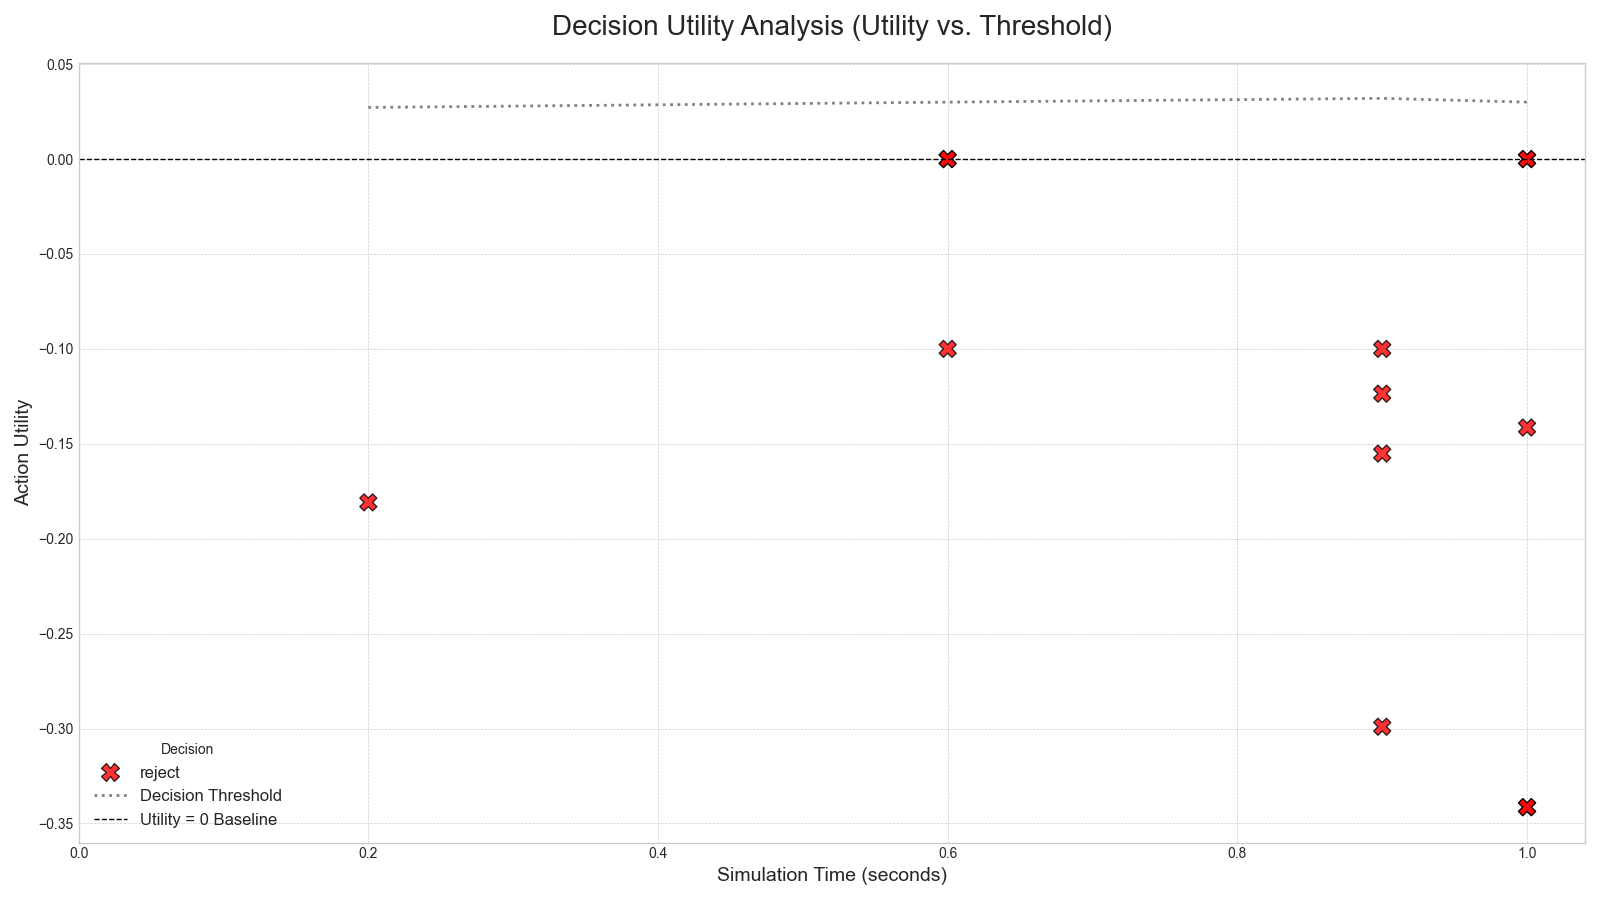 Decision Utility Analysis (Utility vs. Threshold)
0.05
0.00
−0.05
−0.10
−0.15
−0.20
−0.25
−0.30
−0.35
Action Utility
Decision
reject
Decision Threshold
Utility = 0 Baseline
0.0 0.2 0.4 0.6 0.8 1.0
Simulation Time (seconds)